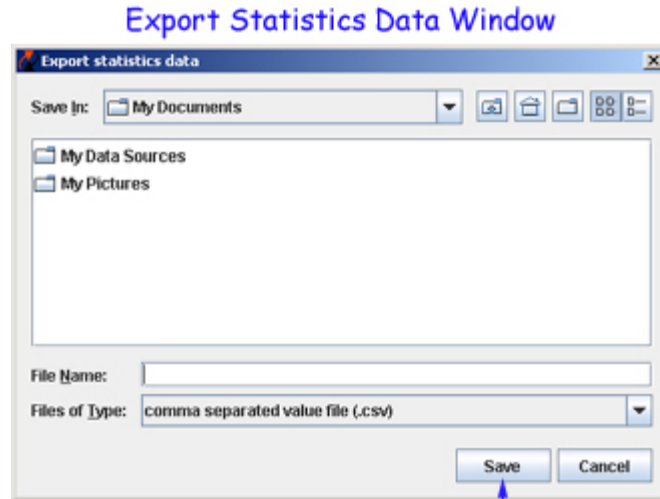 Export Statistics Data Window
Export statistics data
Save In: My Documents
My Data Sources
My Pictures
File Name:
Files of Type: comma separated value file (.csv)
Save Cancel